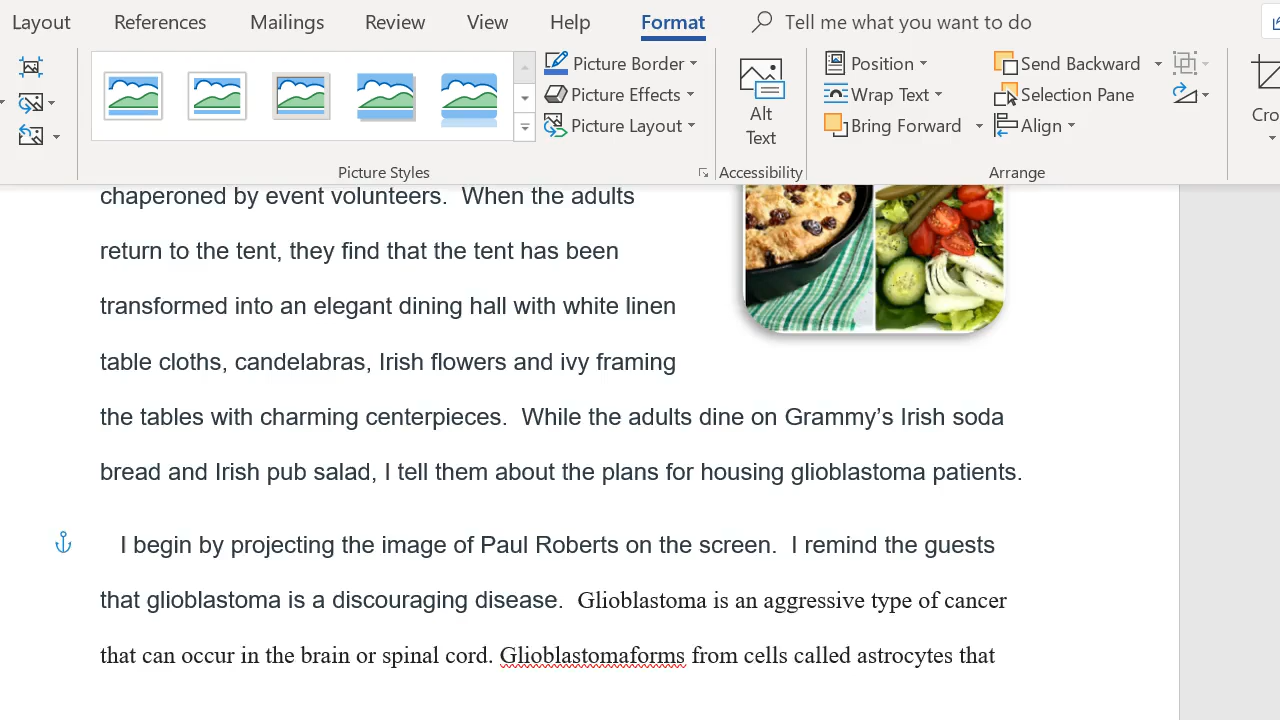 Layout References Mailings Review View Help Format Tell me what you want to do
Picture Border
Picture Effects
Picture Layout
Alt
Text
Position
Wrap Text
Bring Forward
Send Backward
Selection Pane
Align
Cro
Picture Styles Accessibility Arrange
chaperoned by event volunteers.  When the adults
return to the tent, they find that the tent has been
transformed into an elegant dining hall with white linen
table cloths, candelabras, Irish flowers and ivy framing
the tables with charming centerpieces.  While the adults dine on Grammy’s Irish soda
bread and Irish pub salad, I tell them about the plans for housing glioblastoma patients.
I begin by projecting the image of Paul Roberts on the screen.  I remind the guests
that glioblastoma is a discouraging disease.  Glioblastoma is an aggressive type of cancer
that can occur in the brain or spinal cord. Glioblastomaforms from cells called astrocytes that